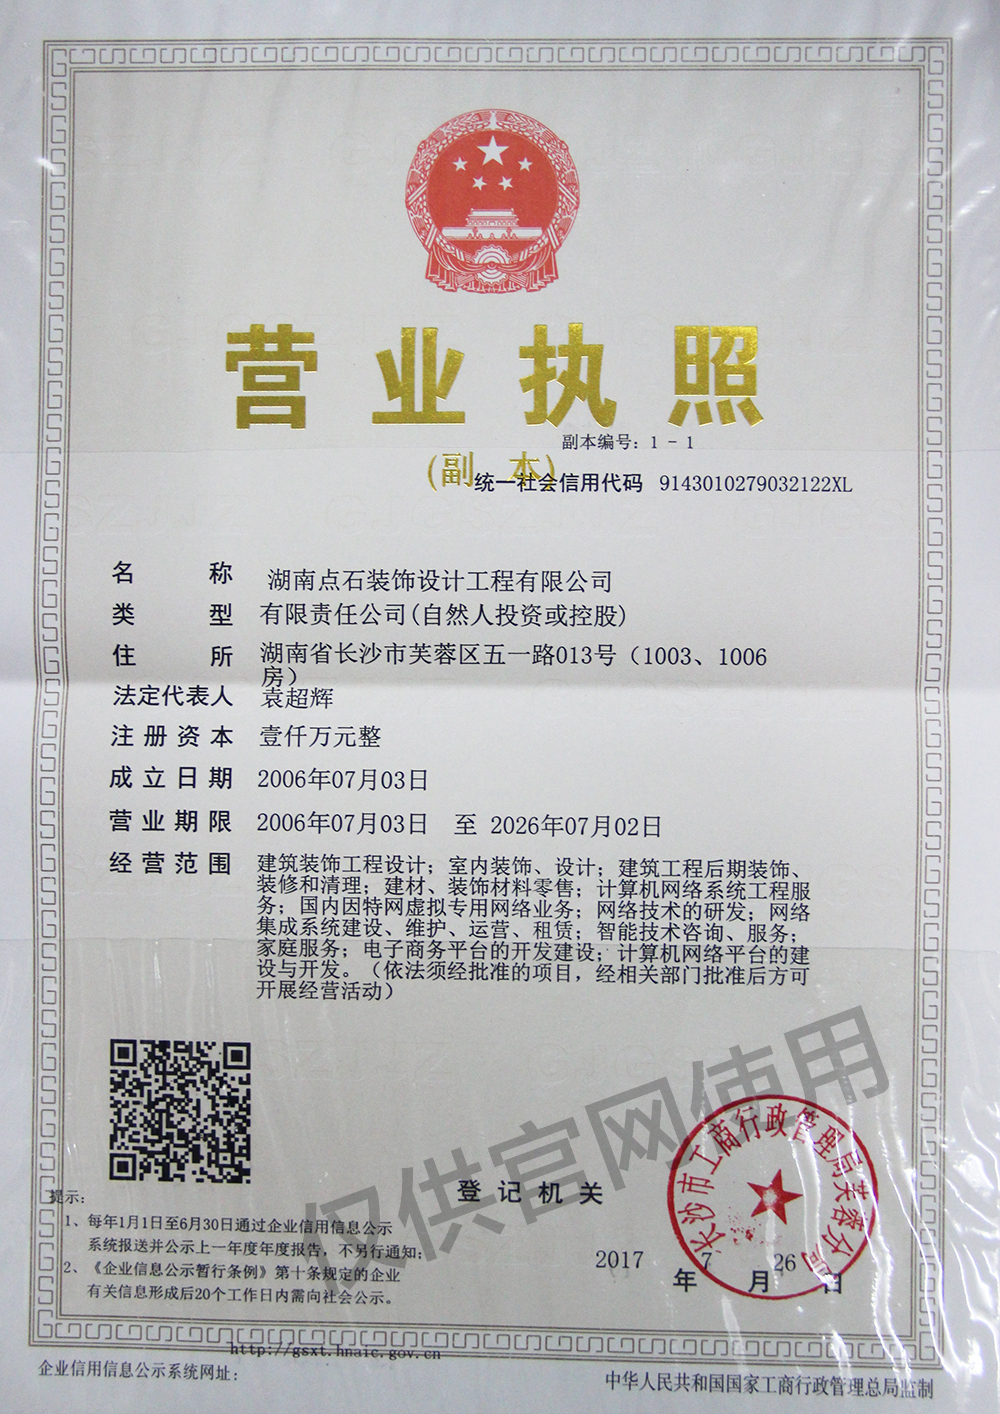 营业执照
副本编号：1－1
(副 本)
统一社会信用代码 9143010279032122XL
名 称 湖南点石装饰设计工程有限公司
类 型 有限责任公司(自然人投资或控股)
住 所 湖南省长沙市芙蓉区五一路013号（1003、1006
房）
法定代表人 袁超辉
注册资本 壹仟万元整
成立日期 2006年07月03日
营业期限 2006年07月03日 至 2026年07月02日
经营范围 建筑装饰工程设计；室内装饰、设计；建筑工程后期装饰、
装修和清理；建材、装饰材料零售；计算机网络系统工程服
务；国内因特网虚拟专用网络业务；网络技术的研发；网络
集成系统建设、维护、运营、租赁；智能技术咨询、服务；
家庭服务；电子商务平台的开发建设；计算机网络平台的建
设与开发。（依法须经批准的项目，经相关部门批准后方可
开展经营活动）
仅供官网使用
长沙市工商行政管理局芙蓉分局
登记机关
2017年7月26日
提示：
1、每年1月1日至6月30日通过企业信用信息公示
系统报送并公示上一年度年度报告，不另行通知；
2、《企业信息公示暂行条例》第十条规定的企业
有关信息形成后20个工作日内需向社会公示。
http://gsxt.hnaic.gov.cn
企业信用信息公示系统网址：
中华人民共和国国家工商行政管理总局监制